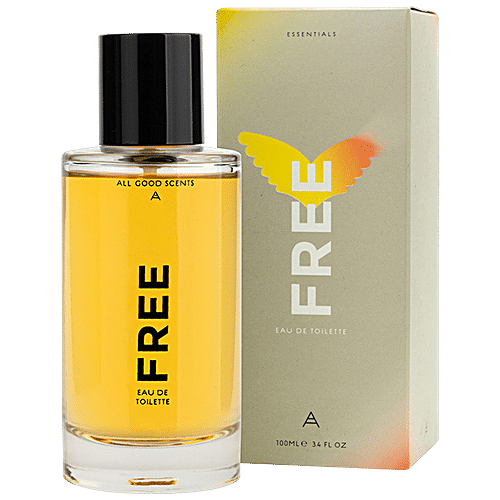 ALL GOOD SCENTS
A
FREE
EAU DE
TOILETTE
ESSENTIALS
FREE
EAU DE TOILETTE
A
100ML ℮ 3.4 FL OZ